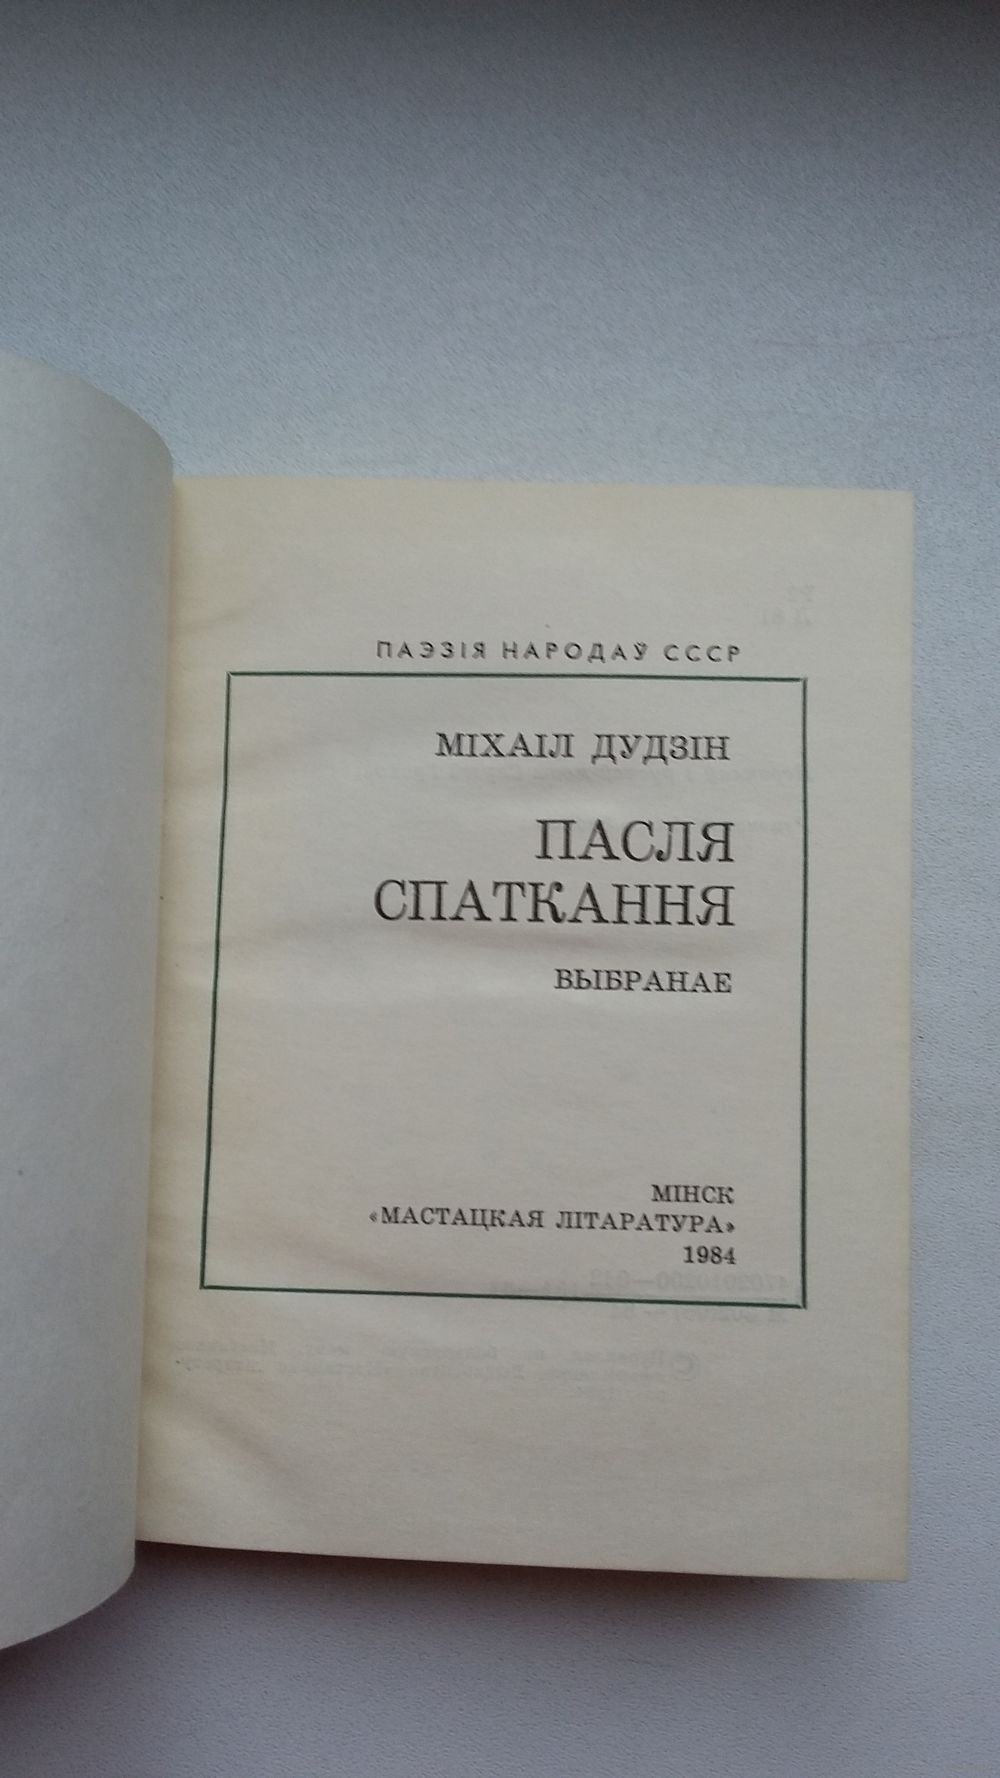 ПАЭЗІЯ НАРОДАЎ СССР
МІХАІЛ ДУДЗІН
ПАСЛЯ
СПАТКАННЯ
ВЫБРАНАЕ
МІНСК
«МАСТАЦКАЯ ЛІТАРАТУРА»
1984